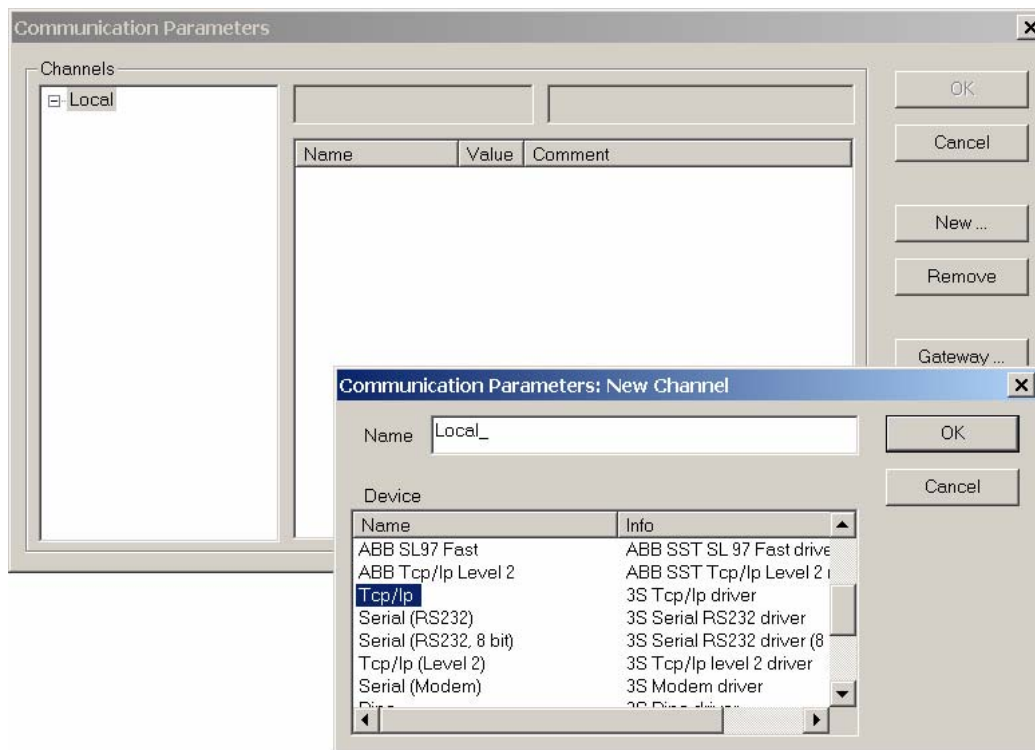 Communication Parameters
Channels
Local
Name Value Comment
OK
Cancel
New ...
Remove
Gateway ...
Communication Parameters: New Channel
Name Local_
OK
Cancel
Device
Name Info
ABB SL97 Fast ABB SST SL 97 Fast drive
ABB Tcp/Ip Level 2 ABB SST Tcp/Ip Level 2
Tcp/Ip 3S Tcp/Ip driver
Serial (RS232) 3S Serial RS232 driver
Serial (RS232, 8 bit) 3S Serial RS232 driver (8
Tcp/Ip (Level 2) 3S Tcp/Ip level 2 driver
Serial (Modem) 3S Modem driver